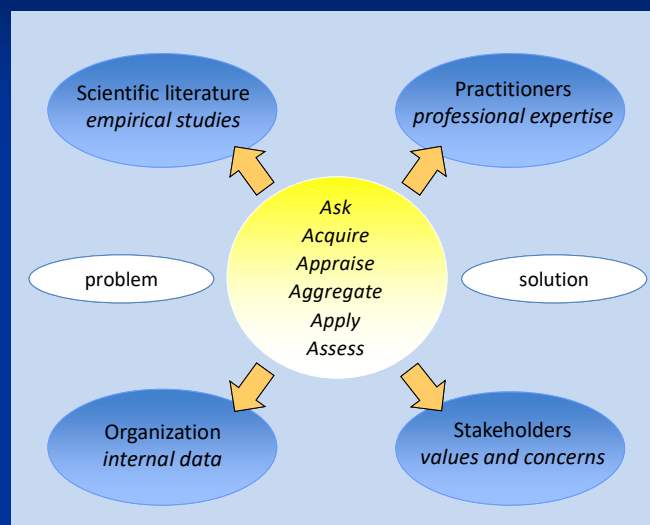 Scientific literature
empirical studies
Practitioners
professional expertise
Ask
Acquire
Appraise
Aggregate
Apply
Assess
problem
solution
Organization
internal data
Stakeholders
values and concerns